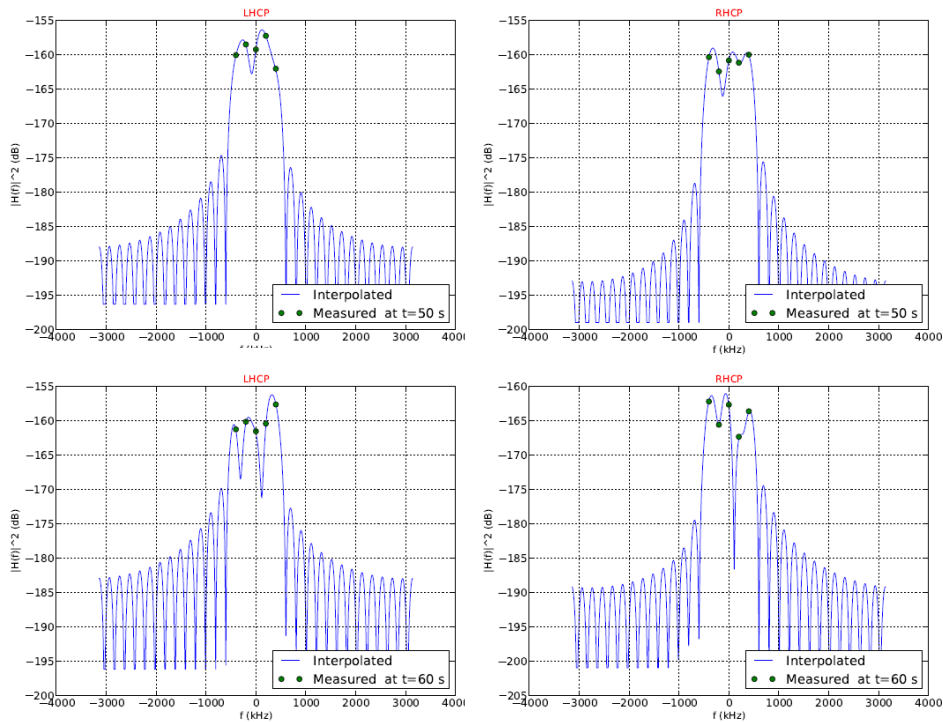 LHCP
−155
−160
−165
−170
−175
−180
−185
−190
−195
−200
|H(f)|^2 (dB)
Interpolated
Measured at t=50 s
−4000 −3000 −2000 −1000 0 1000 2000 3000 4000
f (kHz)
RHCP
−155
−160
−165
−170
−175
−180
−185
−190
−195
−200
|H(f)|^2 (dB)
Interpolated
Measured at t=50 s
−4000 −3000 −2000 −1000 0 1000 2000 3000 4000
f (kHz)
LHCP
−155
−160
−165
−170
−175
−180
−185
−190
−195
−200
|H(f)|^2 (dB)
Interpolated
Measured at t=60 s
−4000 −3000 −2000 −1000 0 1000 2000 3000 4000
f (kHz)
RHCP
−160
−165
−170
−175
−180
−185
−190
−195
−200
−205
|H(f)|^2 (dB)
Interpolated
Measured at t=60 s
−4000 −3000 −2000 −1000 0 1000 2000 3000 4000
f (kHz)